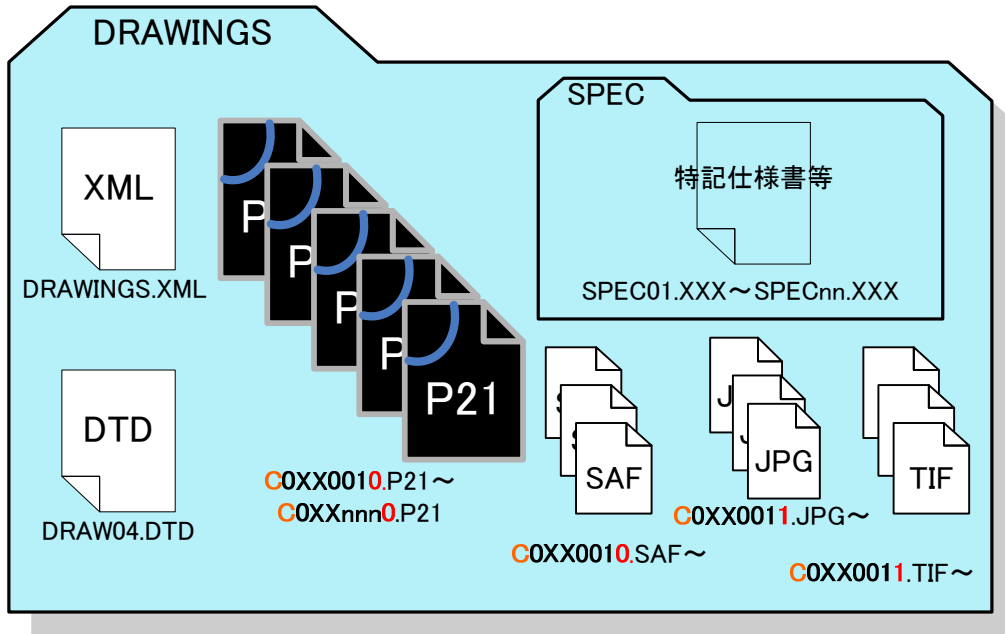 DRAWINGS
SPEC
XML
DRAWINGS.XML
DTD
DRAW04.DTD
P
P
P
P
P21
C0XX0010.P21～
C0XXnnn0.P21
特記仕様書等
SPEC01.XXX～SPECnn.XXX
S
S
SAF
C0XX0010.SAF～
J
J
JPG
C0XX0011.JPG～
TIF
C0XX0011.TIF～